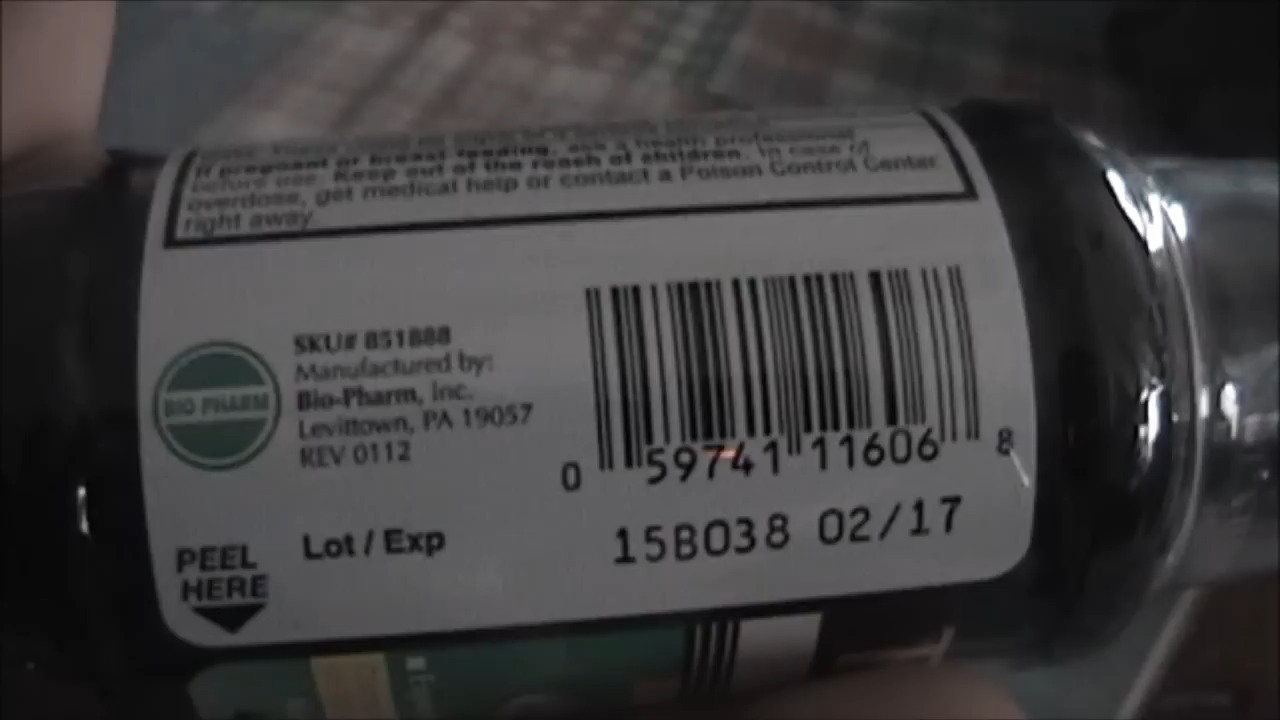 If pregnant or breast-feeding, ask a health professional
before use. Keep out of the reach of children. In case of
overdose, get medical help or contact a Poison Control Center
right away.
BIO PHARM
SKU# 851888
Manufactured by:
Bio-Pharm, Inc.
Levittown, PA 19057
REV 0112
0 59741 11606 8
PEEL
HERE
Lot / Exp
15B038 02/17